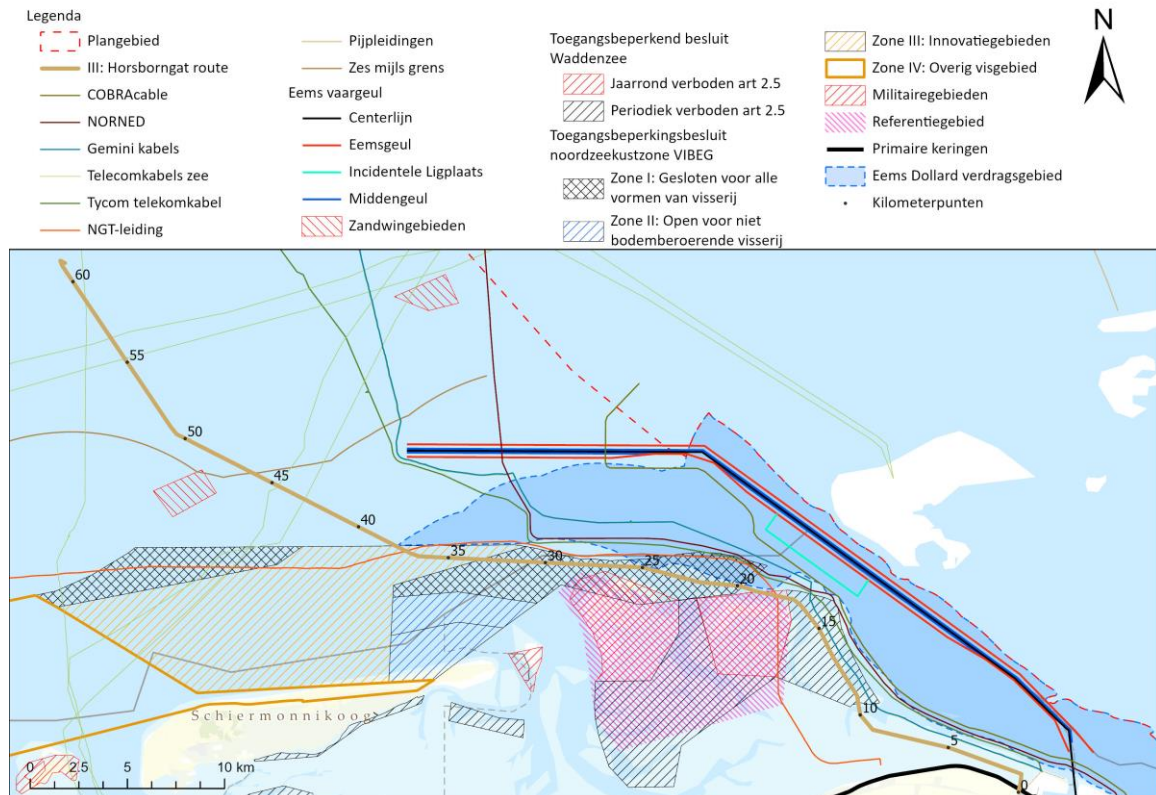 Legenda
Plangebied
III: Horsborngat route
COBRAcable
NORNED
Gemini kabels
Telecomkabels zee
Tycom telekomkabel
NGT-leiding
Pijpleidingen
Zes mijls grens
Eems vaargeul
Centerlijn
Eemsgeul
Incidentele Ligplaats
Middengeul
Zandwingebieden
Toegangsbeperkend besluit
Waddenzee
Jaarrond verboden art 2.5
Periodiek verboden art 2.5
Toegangsbeperkingsbesluit
noordzeekustzone VIBEG
Zone I: Gesloten voor alle
vormen van visserij
Zone II: Open voor niet
bodemberoerende visserij
Zone III: Innovatiegebieden
Zone IV: Overig visgebied
Militairegebieden
Referentiegebied
Primaire keringen
Eems Dollard verdragsgebied
Kilometerpunten
N
60
55
50
45
40
35
30
25
20
15
10
5
0
Schiermonnikoog
0 2.5 5 10 km